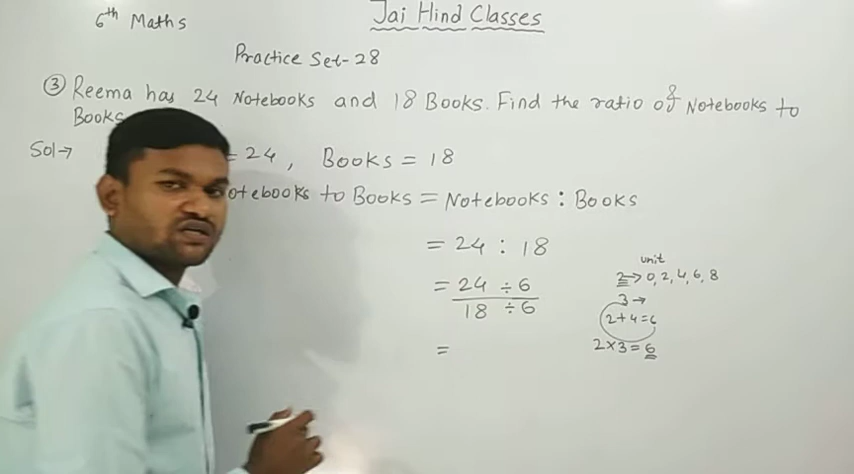 6th Maths
Jai Hind Classes
Practice Set-28
③ Reema has 24 Notebooks and 18 Books. Find the ratio of Notebooks to
Books
Sol→ = 24, Books = 18
otebooks to Books = Notebooks : Books
= 24 : 18
= 24 ÷ 6
18 ÷ 6
=
unit
2 → 0, 2, 4, 6, 8
3 →
2+4=6
2×3=6